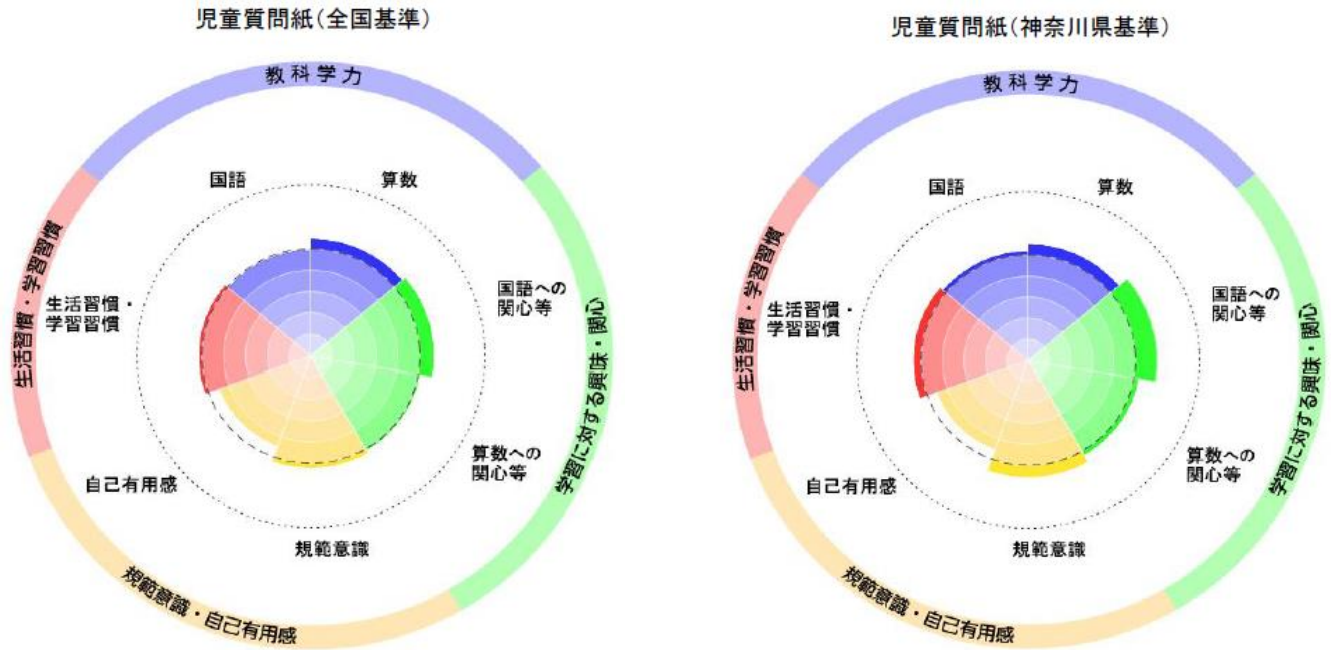 児童質問紙(全国基準)
教科学力
国語
算数
国語への
関心等
算数への
関心等
規範意識
自己有用感
生活習慣・
学習習慣
学習に対する興味・関心
規範意識・自己有用感
生活習慣・学習習慣
児童質問紙(神奈川県基準)
教科学力
国語
算数
国語への
関心等
算数への
関心等
規範意識
自己有用感
生活習慣・
学習習慣
学習に対する興味・関心
規範意識・自己有用感
生活習慣・学習習慣